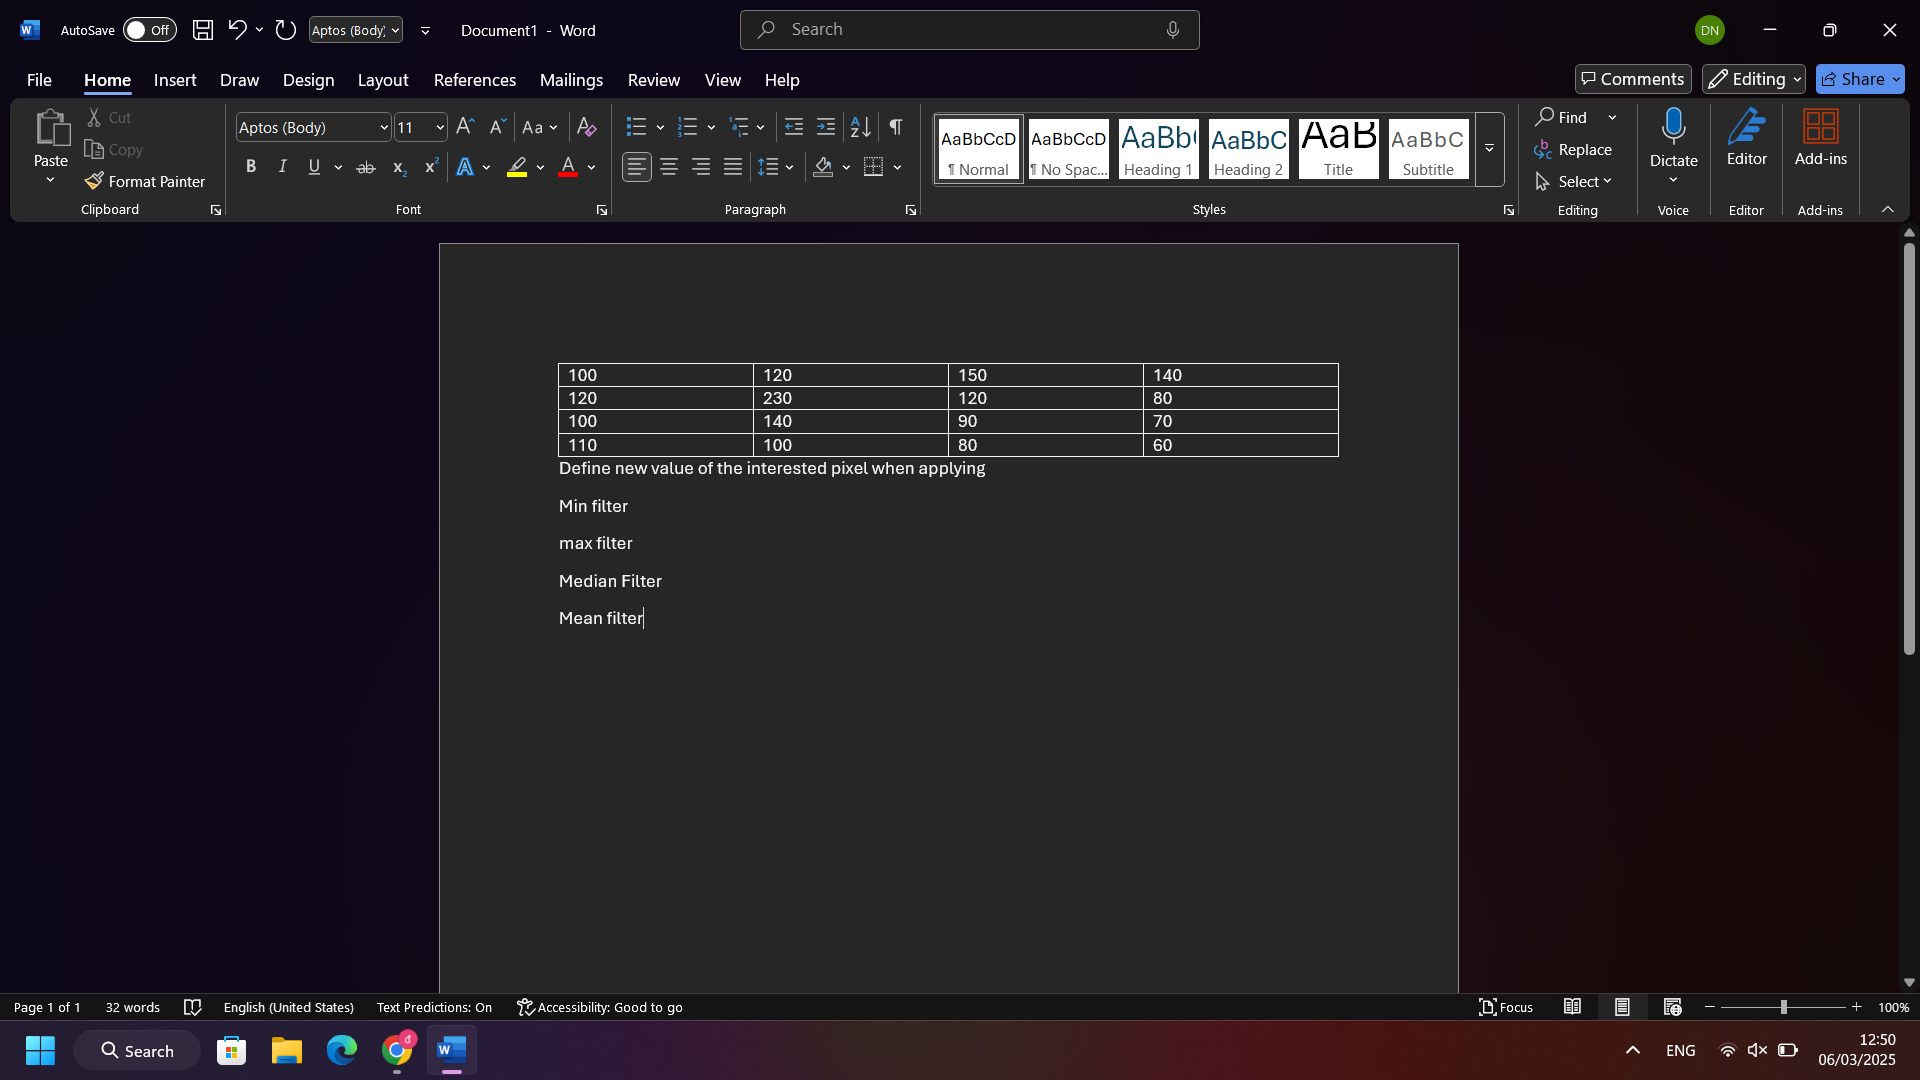 AutoSave Off Aptos (Body) Document1 - Word Search DN
File Home Insert Draw Design Layout References Mailings Review View Help Comments Editing Share
Paste Cut Copy Format Painter Clipboard
Aptos (Body) 11 Aa
B I U ab x₂ x² A A
Font
Paragraph
AaBbCcD AaBbCcD AaBb( AaBbC AaB AaBbC
¶ Normal ¶ No Spac... Heading 1 Heading 2 Title Subtitle
Styles
Find Replace Select Editing
Dictate Voice
Editor Editor
Add-ins Add-ins
100 120 150 140
120 230 120 80
100 140 90 70
110 100 80 60
Define new value of the interested pixel when applying
Min filter
max filter
Median Filter
Mean filter
Page 1 of 1 32 words English (United States) Text Predictions: On Accessibility: Good to go Focus 100%
Search ENG 12:50
06/03/2025